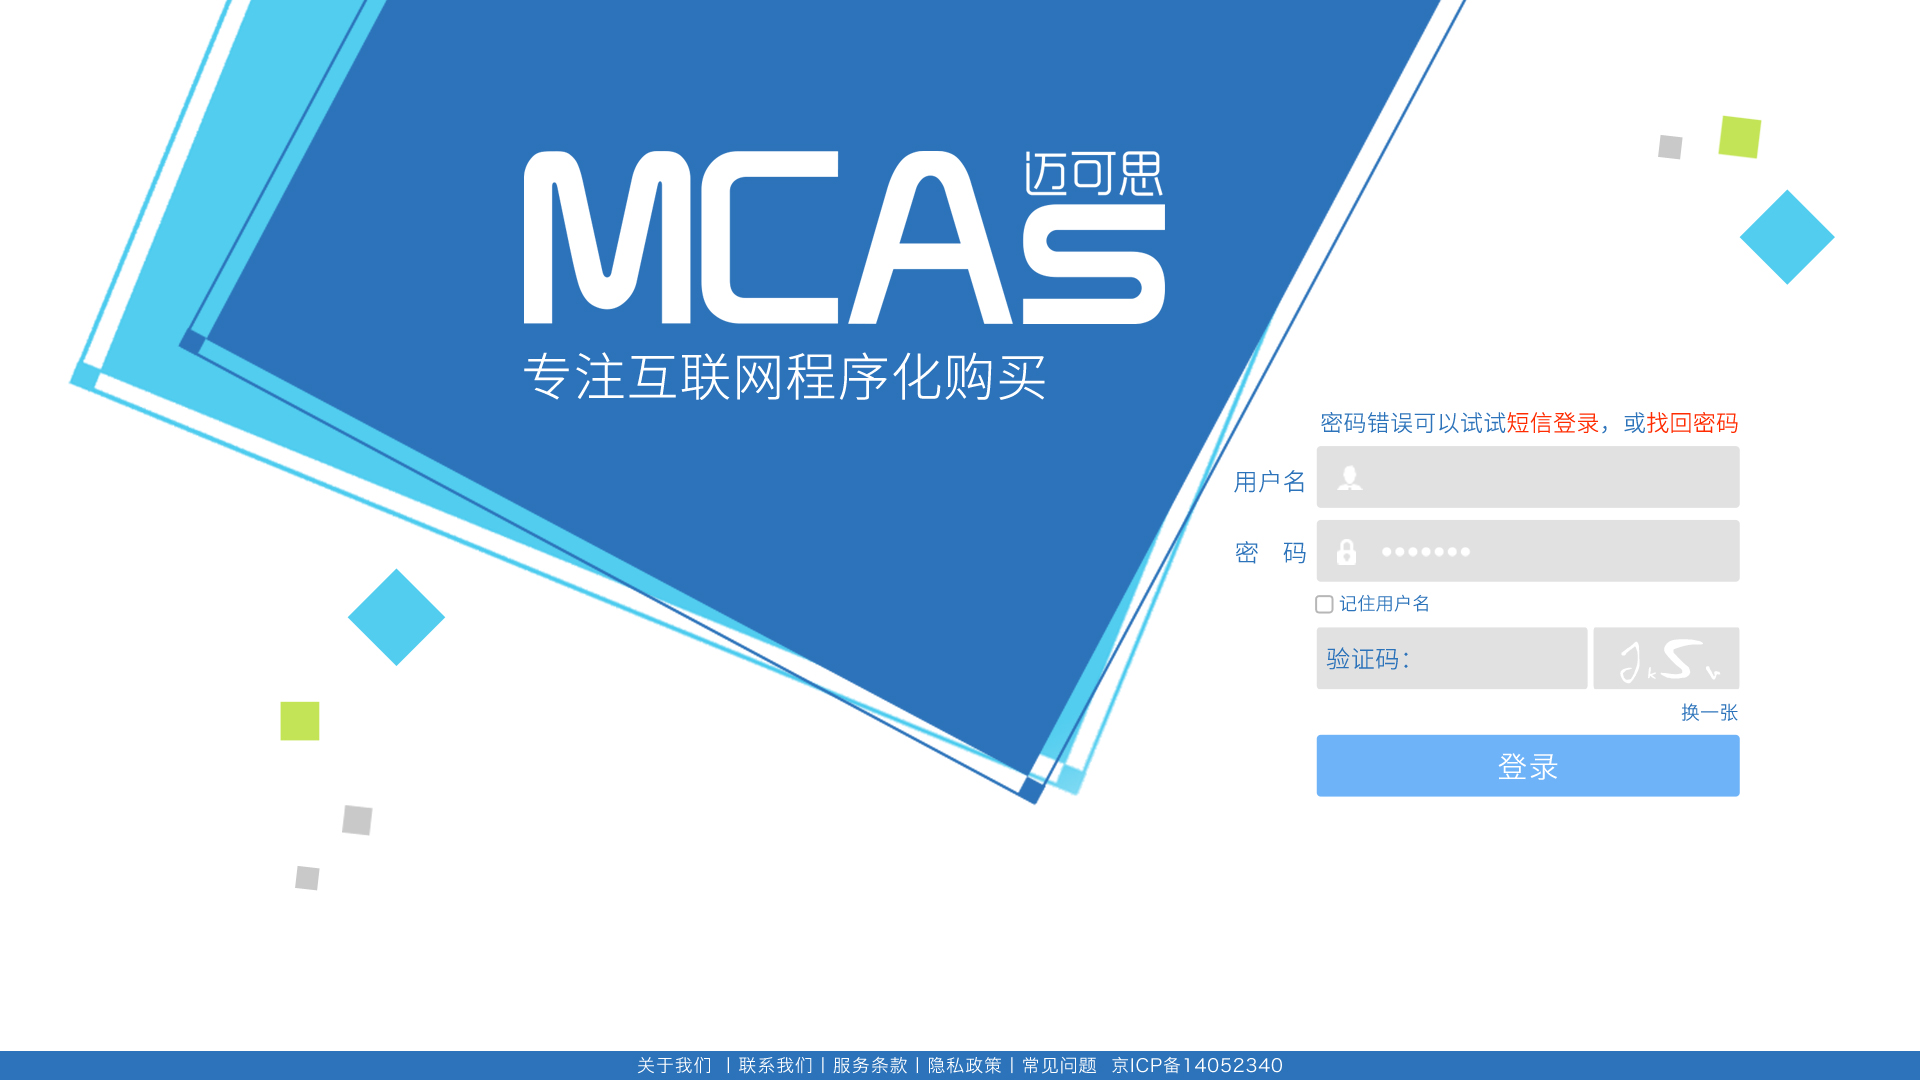 MCAs 迈可思
专注互联网程序化购买
密码错误可以试试短信登录，或找回密码
用户名
密 码 •••••••
记住用户名
验证码：
换一张
登录
关于我们 | 联系我们 | 服务条款 | 隐私政策 | 常见问题 京ICP备14052340